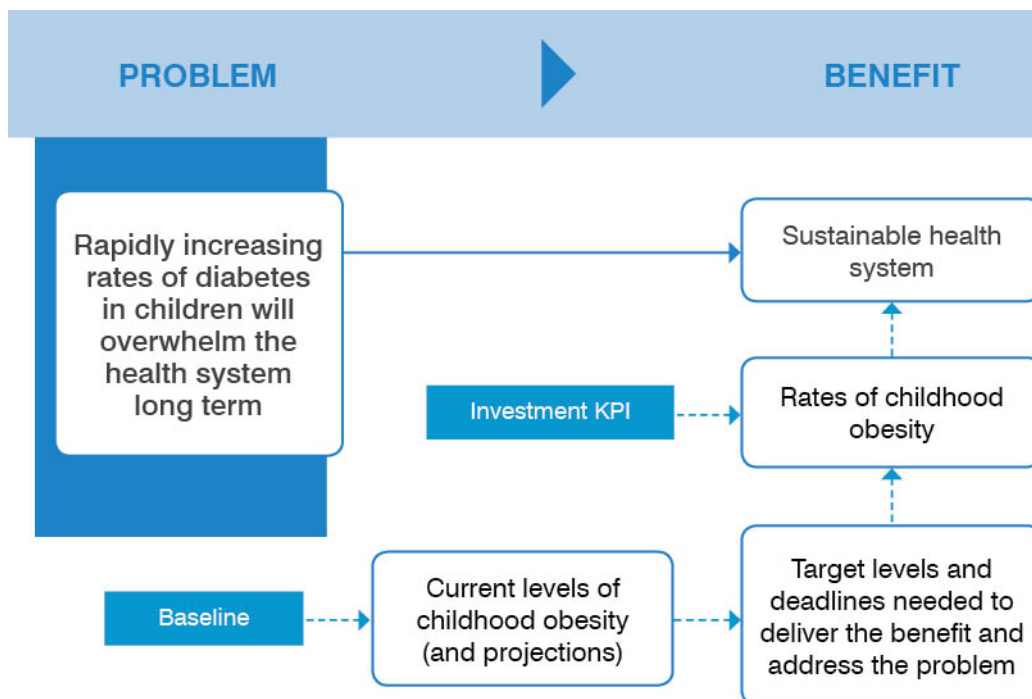 PROBLEM
BENEFIT
Rapidly increasing
rates of diabetes
in children will
overwhelm the
health system
long term
Sustainable health
system
Investment KPI
Rates of childhood
obesity
Baseline
Current levels of
childhood obesity
(and projections)
Target levels and
deadlines needed to
deliver the benefit and
address the problem